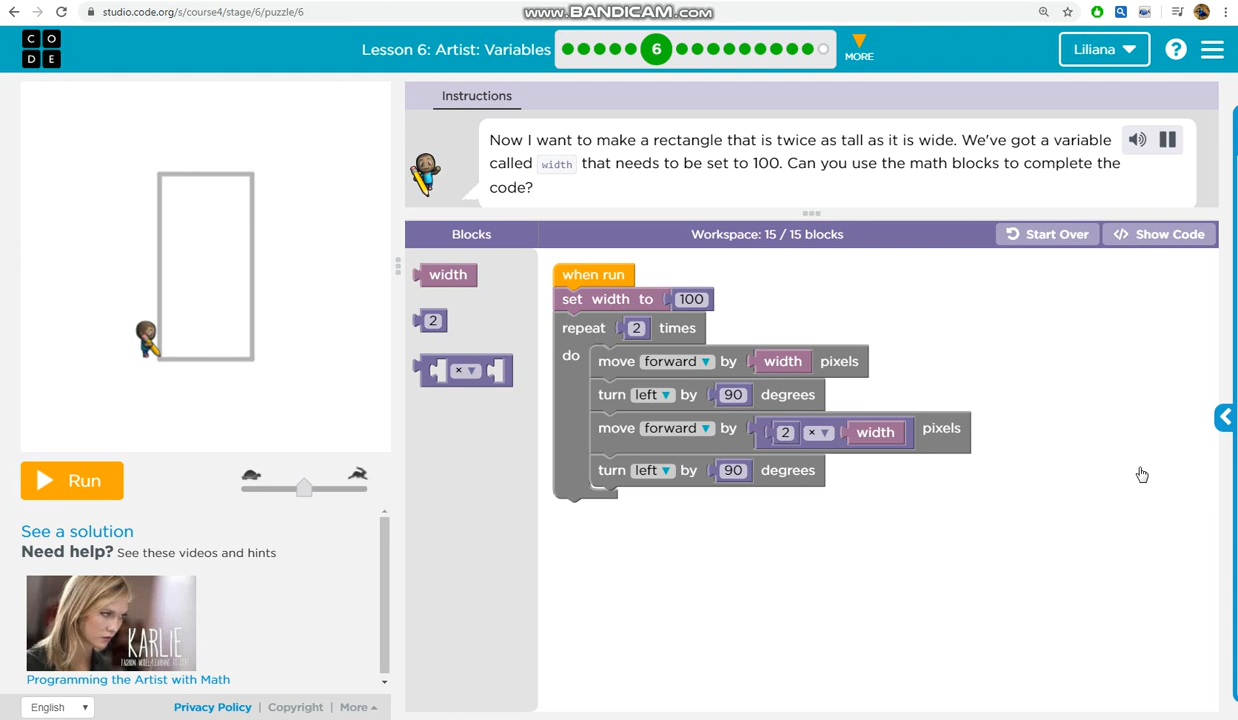 www.BANDICAM.com
studio.code.org/s/course4/stage/6/puzzle/6
C O
D E
Lesson 6: Artist: Variables
6
MORE
Liliana
?
Instructions
Now I want to make a rectangle that is twice as tall as it is wide. We've got a variable
called width that needs to be set to 100. Can you use the math blocks to complete the
code?
Blocks
Workspace: 15 / 15 blocks
Start Over
</> Show Code
width
2
×
when run
set width to 100
repeat 2 times
do
move forward by width pixels
turn left by 90 degrees
move forward by 2 × width pixels
turn left by 90 degrees
Run
See a solution
Need help? See these videos and hints
KARLIE
Programming the Artist with Math
English
Privacy Policy | Copyright | More